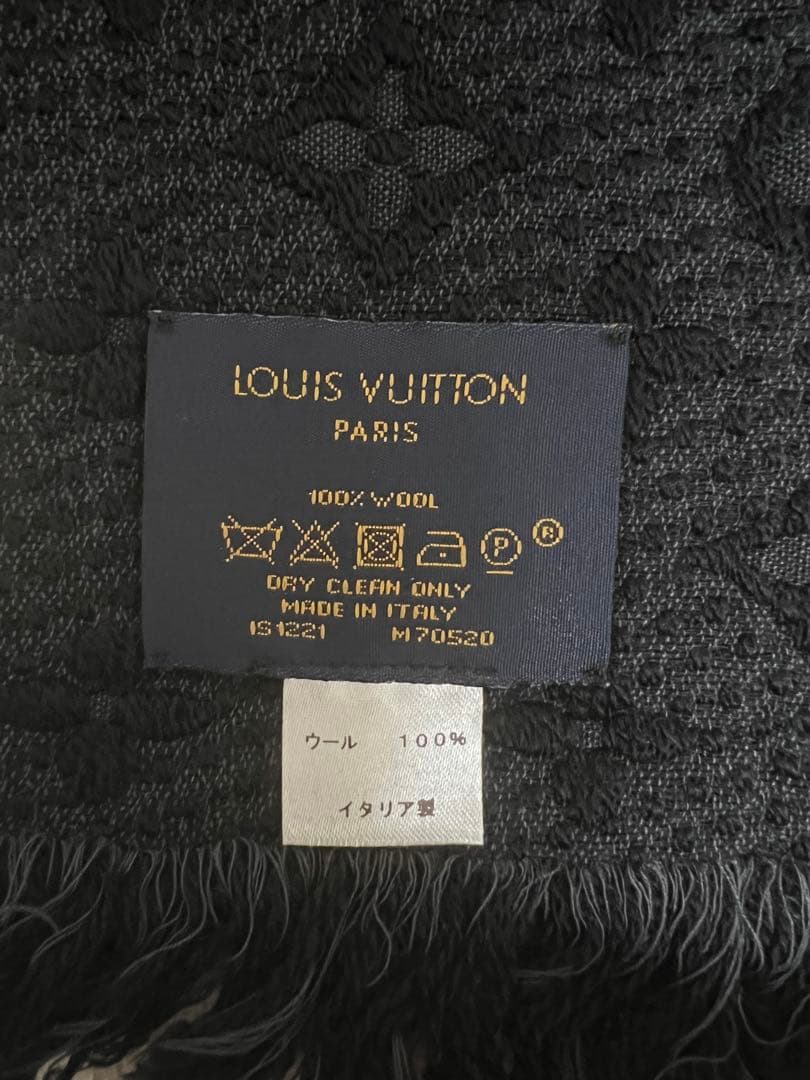 LOUIS VUITTON
PARIS
100% WOOL
P ®
DRY CLEAN ONLY
MADE IN ITALY
IS1221 M70520
ウール 100%
イタリア製